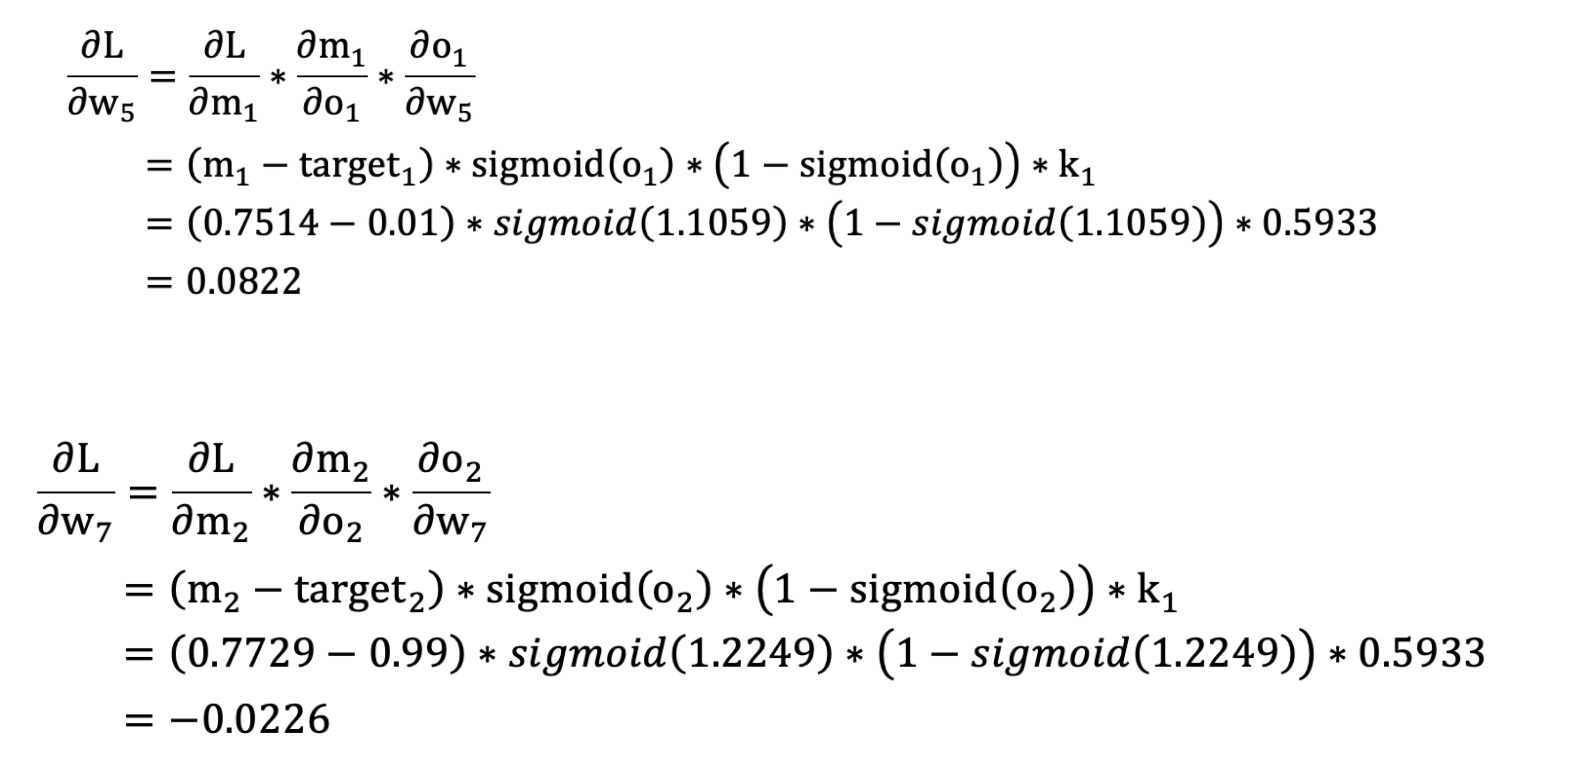 ∂L/∂w₅ = ∂L/∂m₁ * ∂m₁/∂o₁ * ∂o₁/∂w₅
= (m₁ − target₁) * sigmoid(o₁) * (1 − sigmoid(o₁)) * k₁
= (0.7514 − 0.01) * sigmoid(1.1059) * (1 − sigmoid(1.1059)) * 0.5933
= 0.0822
∂L/∂w₇ = ∂L/∂m₂ * ∂m₂/∂o₂ * ∂o₂/∂w₇
= (m₂ − target₂) * sigmoid(o₂) * (1 − sigmoid(o₂)) * k₁
= (0.7729 − 0.99) * sigmoid(1.2249) * (1 − sigmoid(1.2249)) * 0.5933
= −0.0226